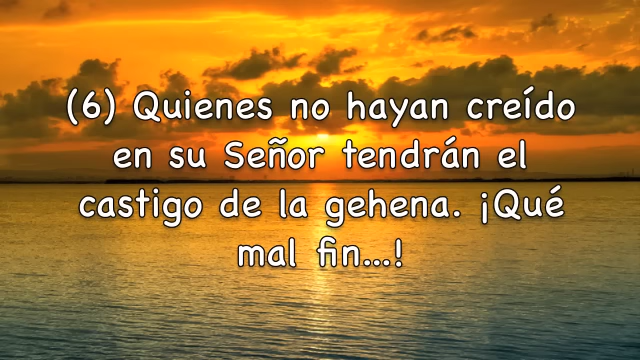 (6) Quienes no hayan creído
en su Señor tendrán el
castigo de la gehena. ¡Qué
mal fin...!